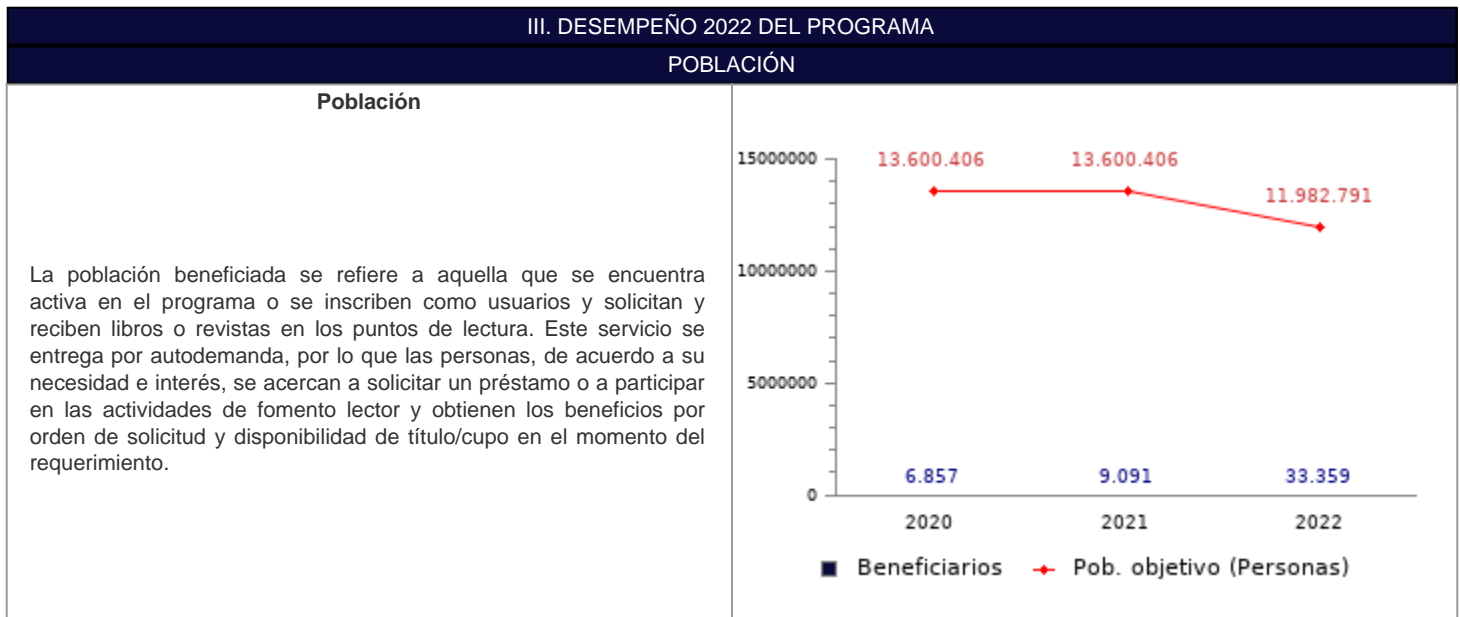 III. DESEMPEÑO 2022 DEL PROGRAMA
POBLACIÓN
Población
La población beneficiada se refiere a aquella que se encuentra
activa en el programa o se inscriben como usuarios y solicitan y
reciben libros o revistas en los puntos de lectura. Este servicio se
entrega por autodemanda, por lo que las personas, de acuerdo a su
necesidad e interés, se acercan a solicitar un préstamo o a participar
en las actividades de fomento lector y obtienen los beneficios por
orden de solicitud y disponibilidad de título/cupo en el momento del
requerimiento.
15000000
13.600.406 13.600.406
11.982.791
10000000
5000000
6.857 9.091 33.359
0
2020 2021 2022
Beneficiarios Pob. objetivo (Personas)